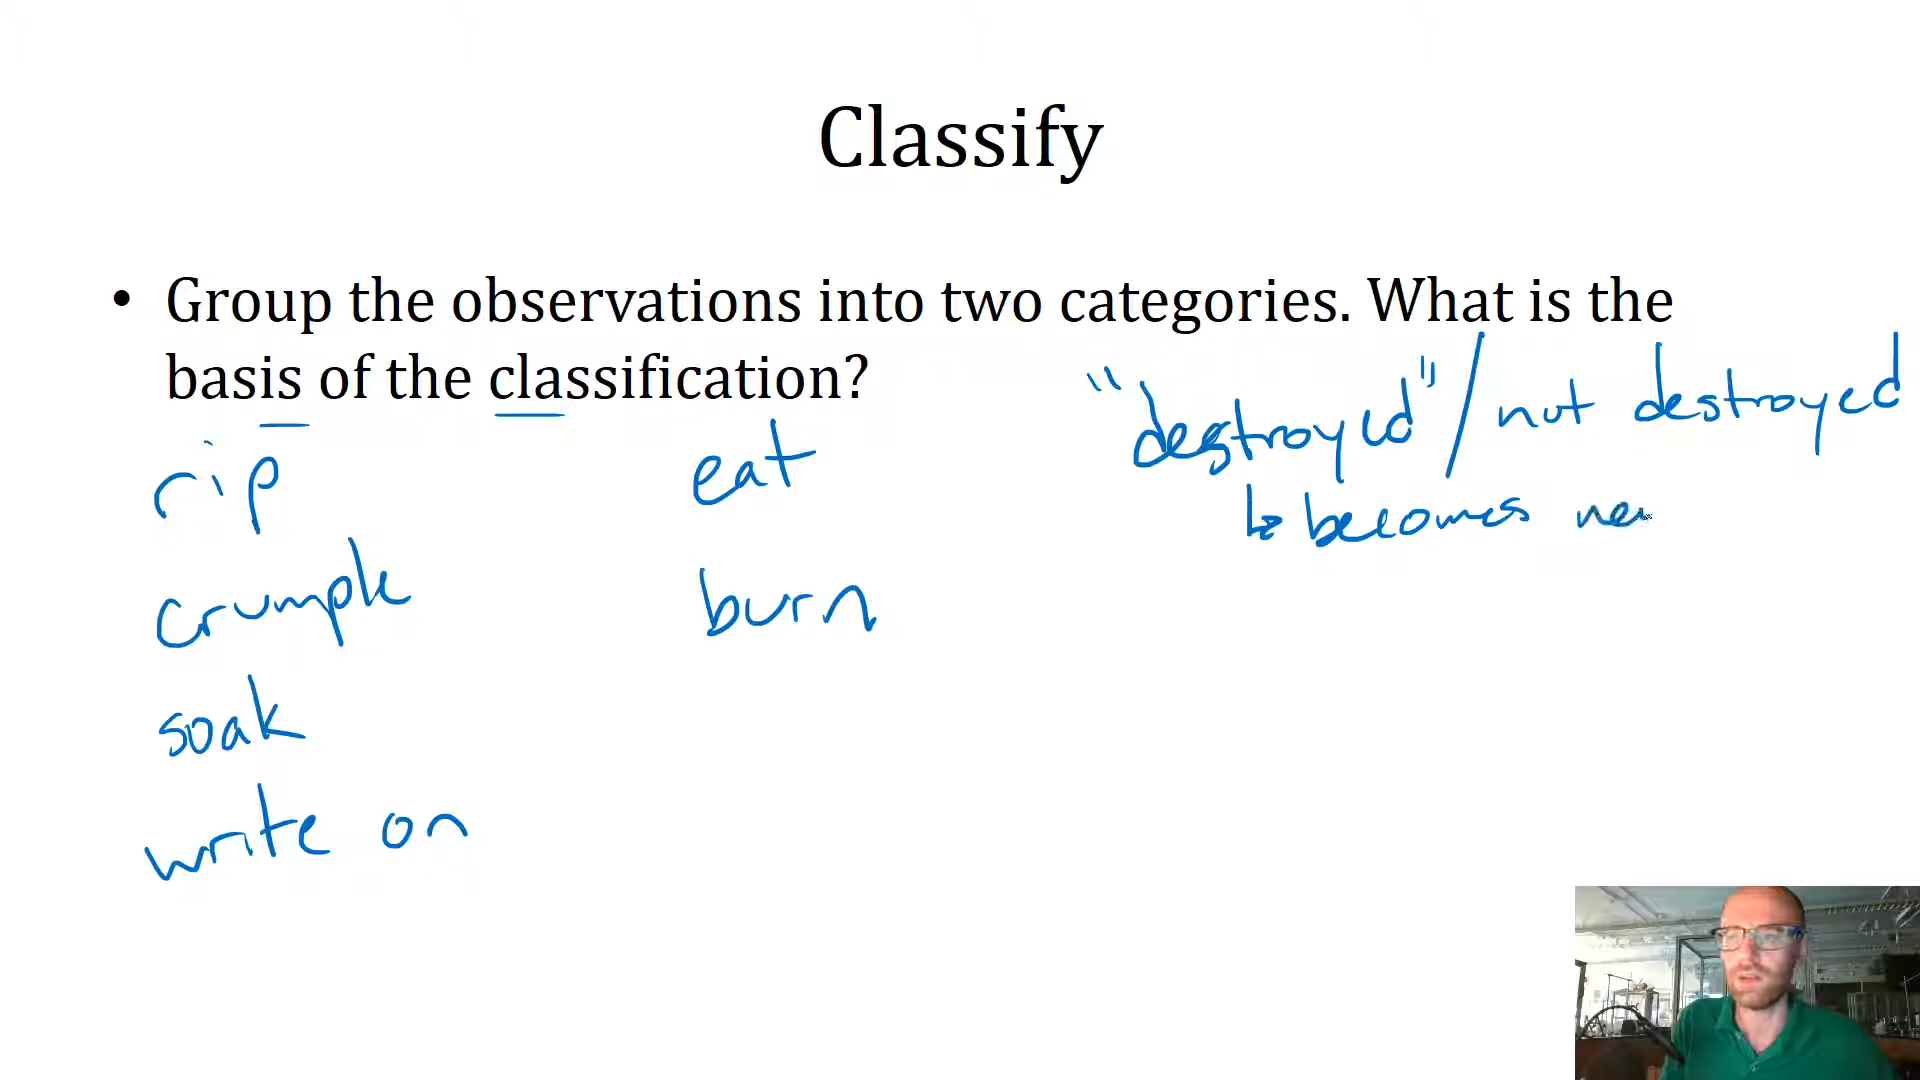 Classify
• Group the observations into two categories. What is the
basis of the classification?
"destroyed" / not destroyed
↳ becomes new
rip
eat
crumple
burn
soak
write on